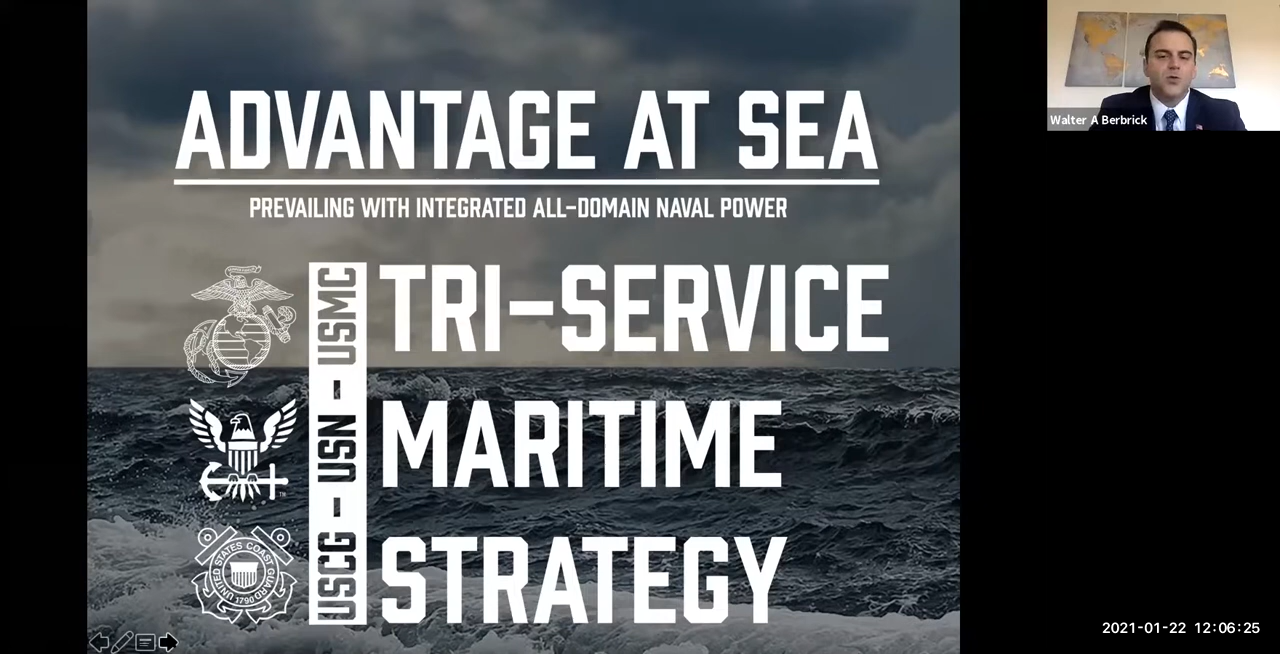 ADVANTAGE AT SEA
PREVAILING WITH INTEGRATED ALL-DOMAIN NAVAL POWER
USCG - USN - USMC
TRI-SERVICE
MARITIME
STRATEGY
UNITED STATES COAST GUARD
1790
TM
Walter A Berbrick
2021-01-22 12:06:25